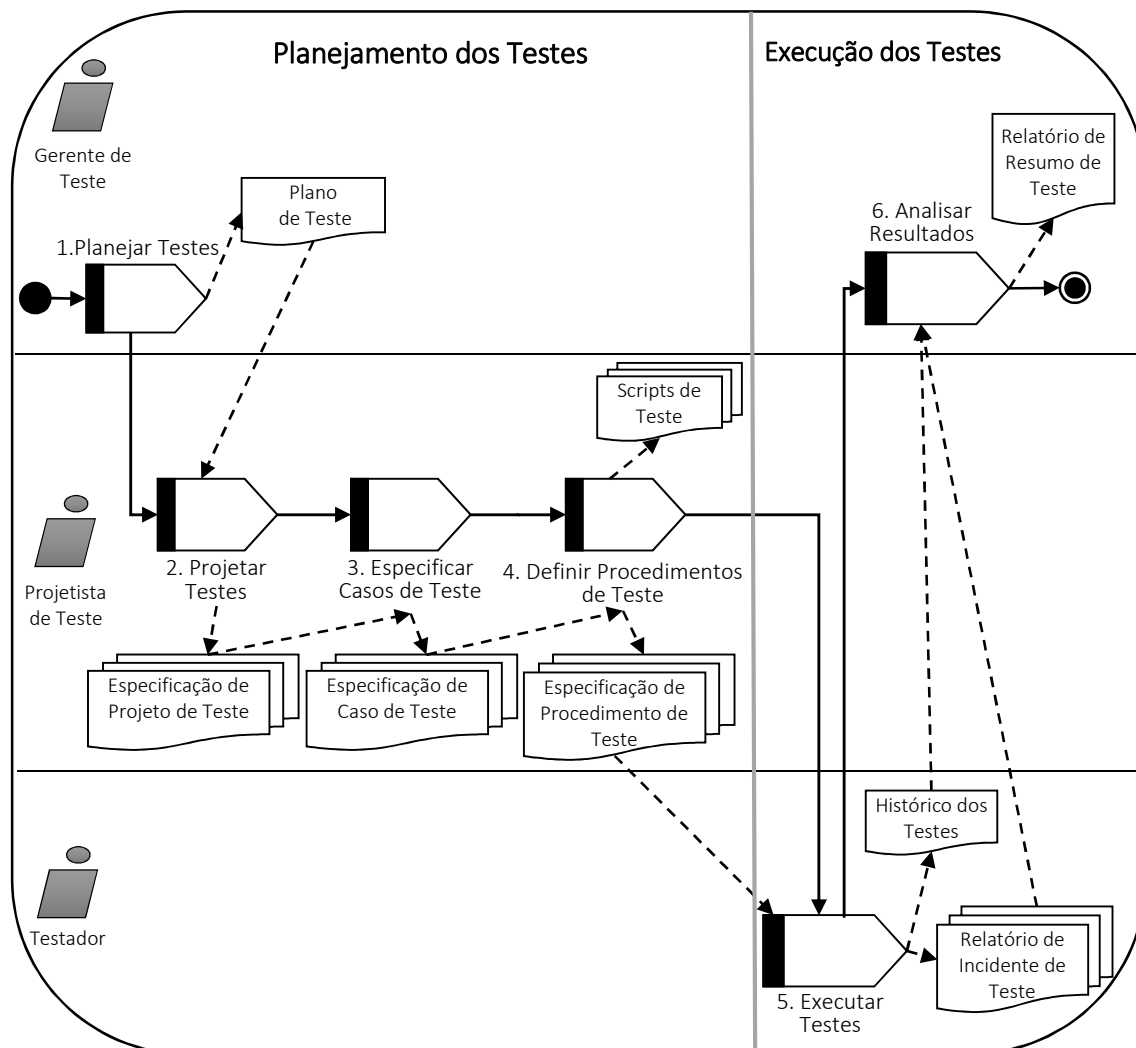 Planejamento dos Testes
Execução dos Testes
Gerente de
Teste
Plano
de Teste
1.Planejar Testes
Relatório de
Resumo de
Teste
6. Analisar
Resultados
Scripts de
Teste
Projetista
de Teste
2. Projetar
Testes
3. Especificar
Casos de Teste
4. Definir Procedimentos
de Teste
Especificação de
Projeto de Teste
Especificação de
Caso de Teste
Especificação de
Procedimento de
Teste
Histórico dos
Testes
Testador
Relatório de
Incidente de
Teste
5. Executar
Testes